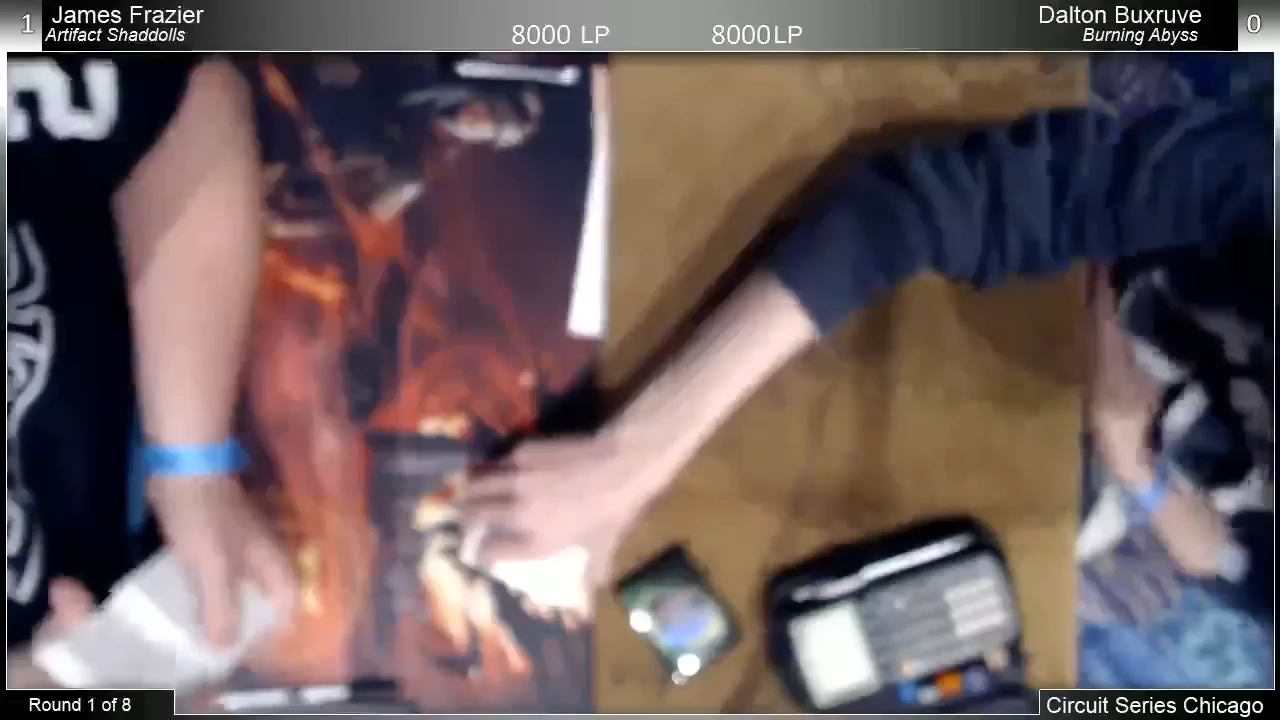 1
James Frazier
Artifact Shaddolls
8000 LP
8000LP
Dalton Buxruve
Burning Abyss
0
2
Round 1 of 8
Circuit Series Chicago